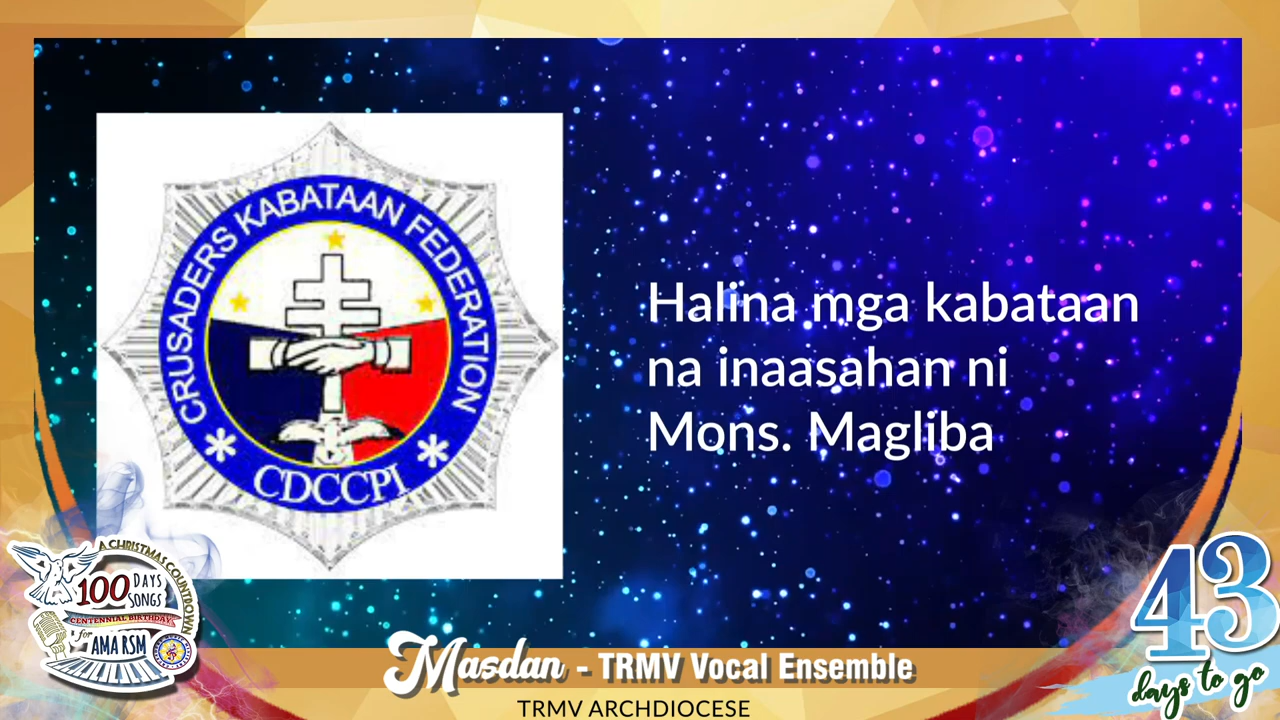 CRUSADERS KABATAAN FEDERATION
CDCCPI
Halina mga kabataan
na inaasahan ni
Mons. Magliba
A CHRISTMAS COUNTDOWN
100 DAYS
SONGS
CENTENNIAL BIRTHDAY
for
AMA RSM
43
days to go
Masdan - TRMV Vocal Ensemble
TRMV ARCHDIOCESE